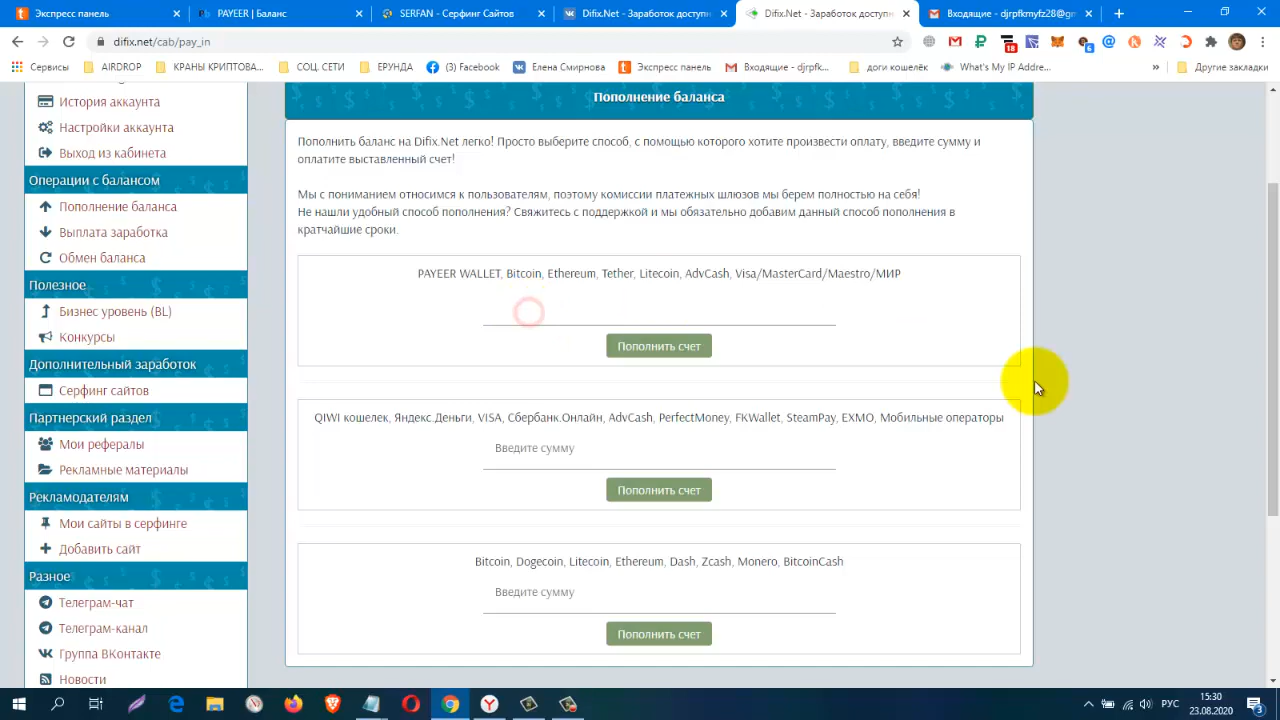 Экспресс панель
PAYEER | Баланс
SERFAN - Серфинг Сайтов
Difix.Net - Заработок доступн
Difix.Net - Заработок доступн
Входящие - djrpfkmyfz28@gm
difix.net/cab/pay_in
18
6
Сервисы
AIRDROP
КРАНЫ КРИПТОВА...
СОЦ. СЕТИ
ЕРУНДА
(3) Facebook
Елена Смирнова
Экспресс панель
Входящие - djrpfk...
доги кошелёк
What's My IP Addre...
»
Другие закладки
История аккаунта
Настройки аккаунта
Выход из кабинета
Операции с балансом
Пополнение баланса
Выплата заработка
Обмен баланса
Полезное
Бизнес уровень (BL)
Конкурсы
Дополнительный заработок
Серфинг сайтов
Партнерский раздел
Мои рефералы
Рекламные материалы
Рекламодателям
Мои сайты в серфинге
Добавить сайт
Разное
Телеграм-чат
Телеграм-канал
Группа ВКонтакте
Новости
Пополнение баланса
Пополнить баланс на Difix.Net легко! Просто выберите способ, с помощью которого хотите произвести оплату, введите сумму и
оплатите выставленный счет!
Мы с пониманием относимся к пользователям, поэтому комиссии платежных шлюзов мы берем полностью на себя!
Не нашли удобный способ пополнения? Свяжитесь с поддержкой и мы обязательно добавим данный способ пополнения в
кратчайшие сроки.
PAYEER WALLET, Bitcoin, Ethereum, Tether, Litecoin, AdvCash, Visa/MasterCard/Maestro/МИР
Пополнить счет
QIWI кошелек, Яндекс.Деньги, VISA, Сбербанк.Онлайн, AdvCash, PerfectMoney, FKWallet, SteamPay, EXMO, Мобильные операторы
Введите сумму
Пополнить счет
Bitcoin, Dogecoin, Litecoin, Ethereum, Dash, Zcash, Monero, BitcoinCash
Введите сумму
Пополнить счет
РУС
15:30
23.08.2020
3